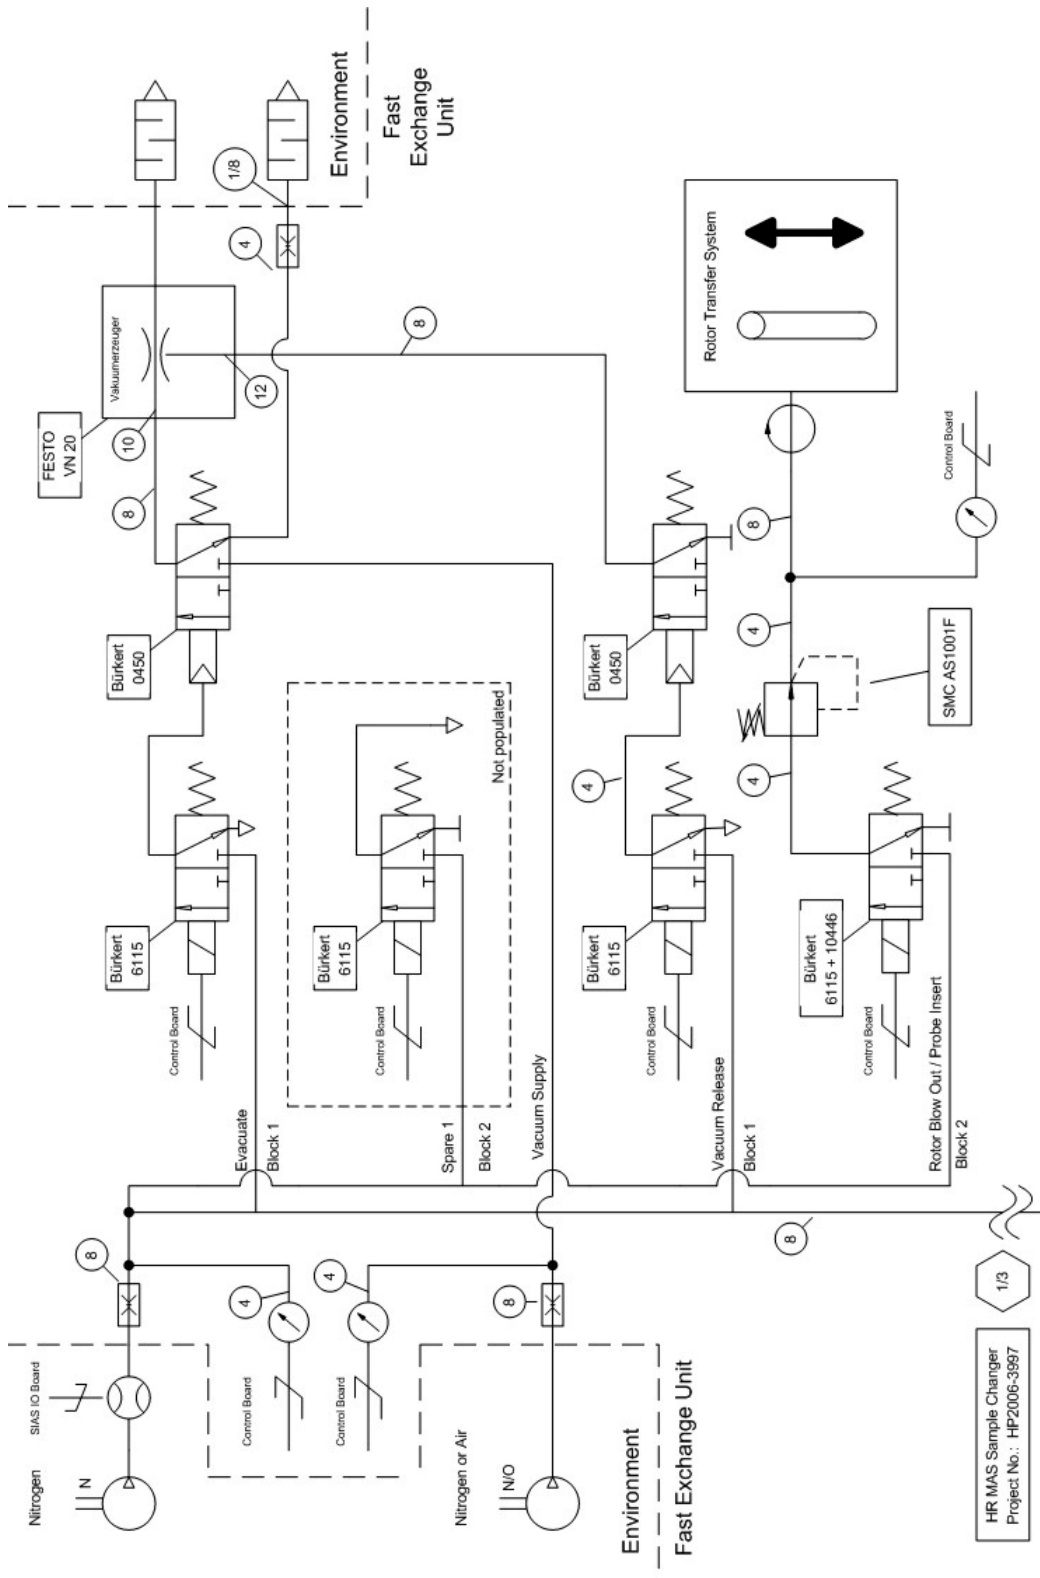 Nitrogen
N
SIAS IO Board
8
Control Board
4
Control Board
4
Nitrogen or Air
N/O
8
Environment
Fast Exchange Unit
Evacuate
Block 1
Spare 1
Block 2
Vacuum Supply
Vacuum Release
Block 1
Rotor Blow Out / Probe Insert
Block 2
8
Control Board
Bürkert
6115
Control Board
Bürkert
6115
Not populated
Control Board
Bürkert
6115
4
Control Board
Bürkert
6115 + 10446
4
Bürkert
0450
Bürkert
0450
SMC AS1001F
4
8
Control Board
Rotor Transfer System
FESTO
VN 20
8
10
Vakuumerzeuger
12
8
4
1/8
Environment
Fast
Exchange
Unit
HR MAS Sample Changer
Project No.: HP2006-3997
1/3